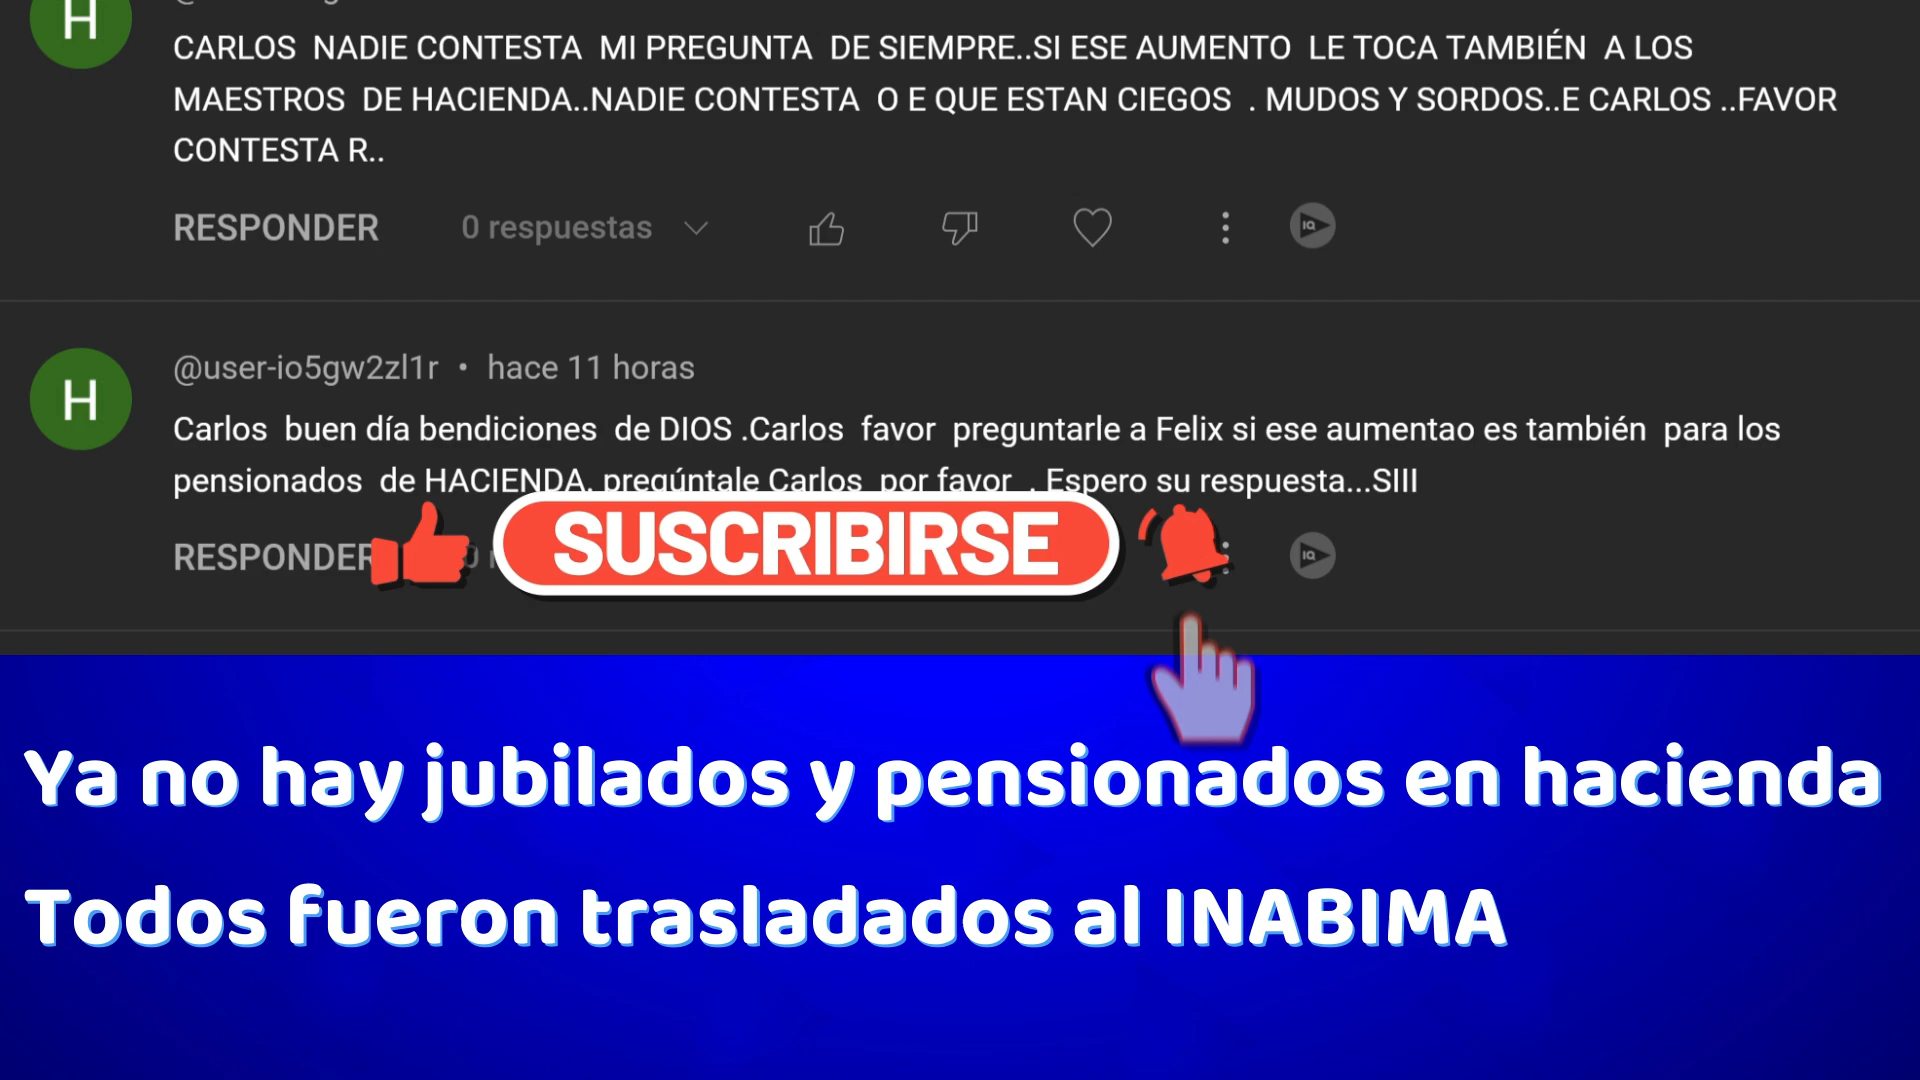 H
CARLOS NADIE CONTESTA MI PREGUNTA DE SIEMPRE..SI ESE AUMENTO LE TOCA TAMBIÉN A LOS
MAESTROS DE HACIENDA..NADIE CONTESTA O E QUE ESTAN CIEGOS . MUDOS Y SORDOS..E CARLOS ..FAVOR
CONTESTA R..
RESPONDER 0 respuestas IQ
H
@user-io5gw2zl1r • hace 11 horas
Carlos buen día bendiciones de DIOS .Carlos favor preguntarle a Felix si ese aumentao es también para los
pensionados de HACIENDA. pregúntale Carlos por favor . Espero su respuesta...SIII
RESPONDER 0 IQ
SUSCRIBIRSE
Ya no hay jubilados y pensionados en hacienda
Todos fueron trasladados al INABIMA